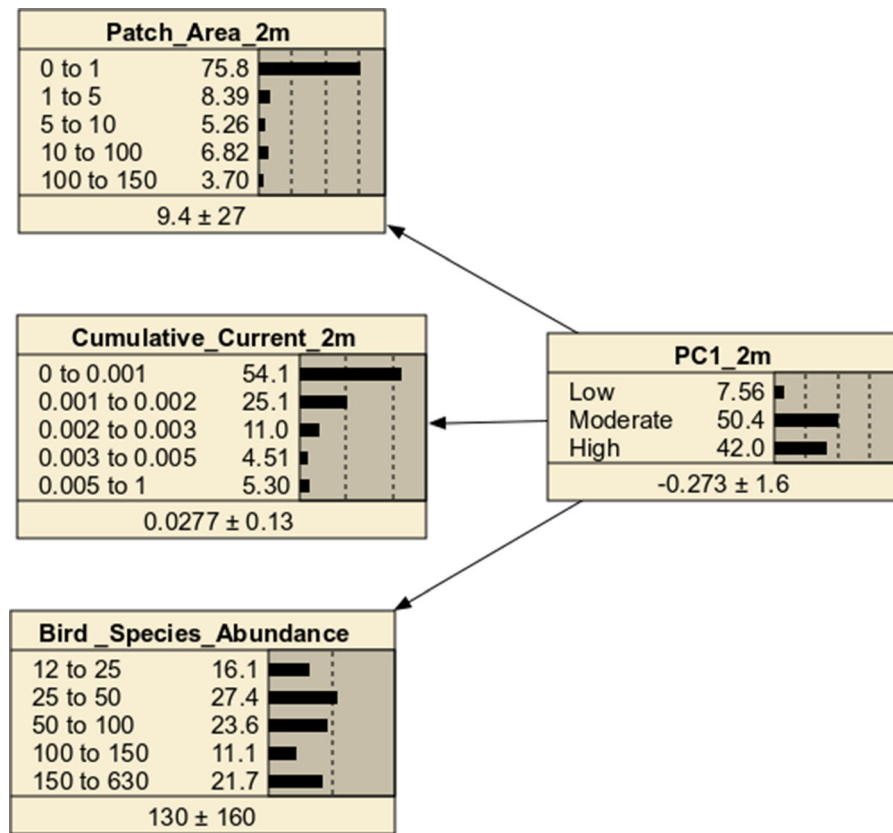 Patch_Area_2m
0 to 1 75.8
1 to 5 8.39
5 to 10 5.26
10 to 100 6.82
100 to 150 3.70
9.4 ± 27
Cumulative_Current_2m
0 to 0.001 54.1
0.001 to 0.002 25.1
0.002 to 0.003 11.0
0.003 to 0.005 4.51
0.005 to 1 5.30
0.0277 ± 0.13
PC1_2m
Low 7.56
Moderate 50.4
High 42.0
-0.273 ± 1.6
Bird _Species_Abundance
12 to 25 16.1
25 to 50 27.4
50 to 100 23.6
100 to 150 11.1
150 to 630 21.7
130 ± 160